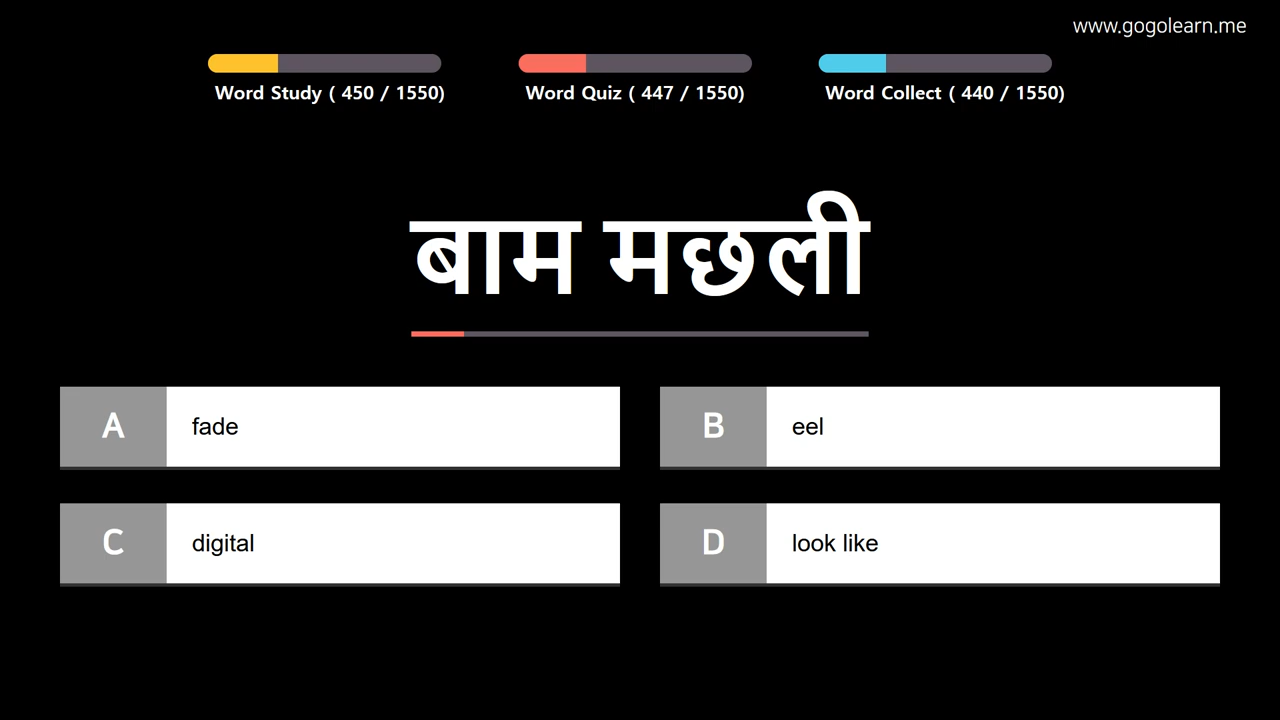 www.gogolearn.me
Word Study ( 450 / 1550)
Word Quiz ( 447 / 1550)
Word Collect ( 440 / 1550)
बाम मछली
A fade
B eel
C digital
D look like